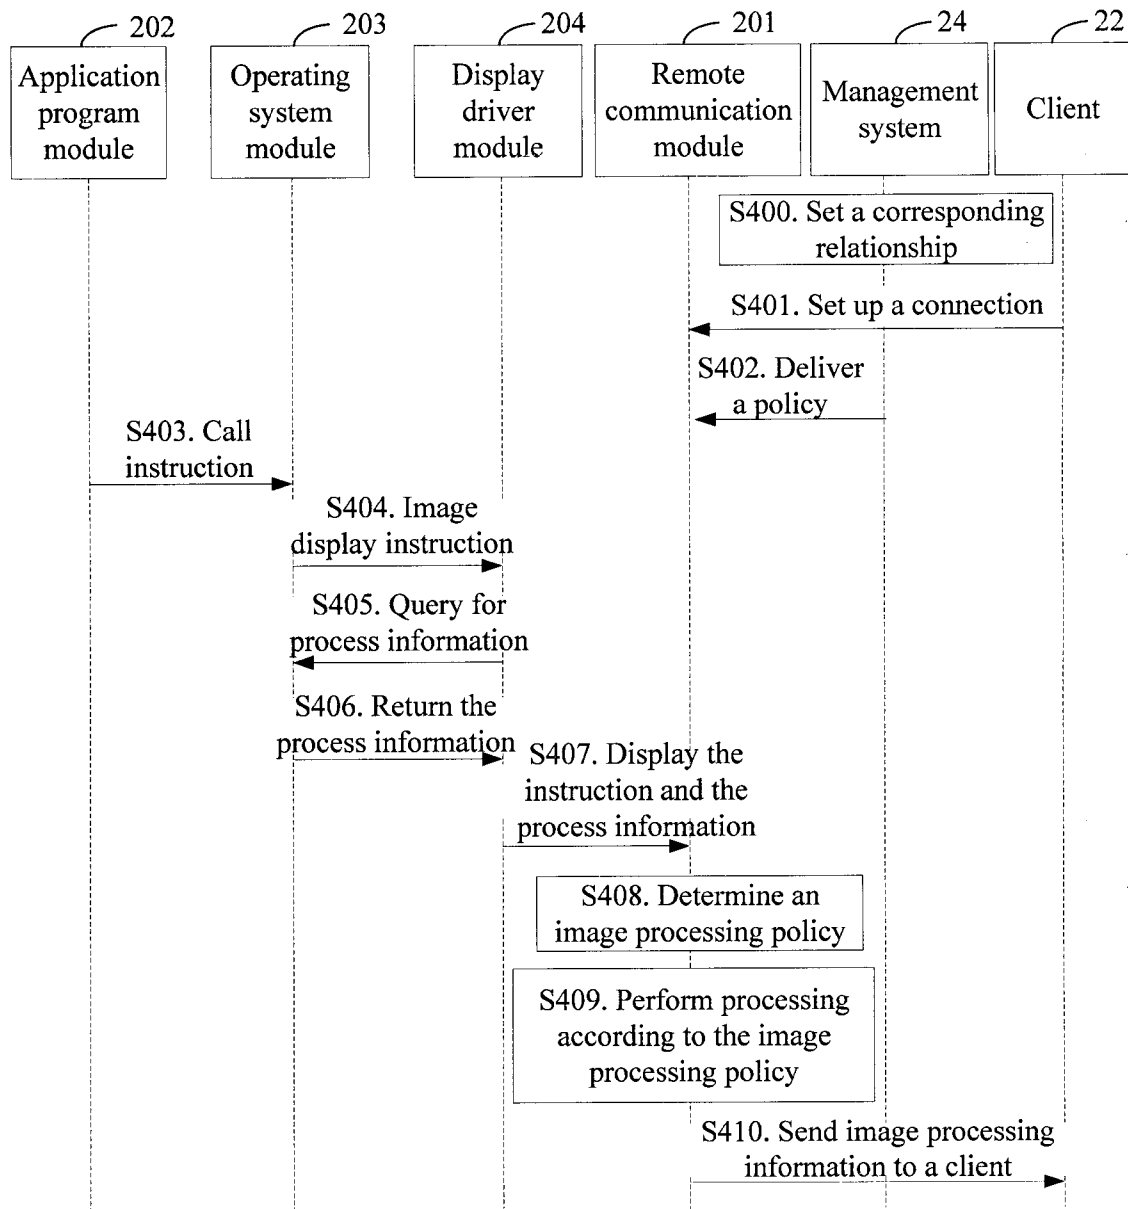 202
203
204
201
24
22
Application
program
module
Operating
system
module
Display
driver
module
Remote
communication
module
Management
system
Client
S400. Set a corresponding
relationship
S401. Set up a connection
S402. Deliver
a policy
S403. Call
instruction
S404. Image
display instruction
S405. Query for
process information
S406. Return the
process information
S407. Display the
instruction and the
process information
S408. Determine an
image processing policy
S409. Perform processing
according to the image
processing policy
S410. Send image processing
information to a client